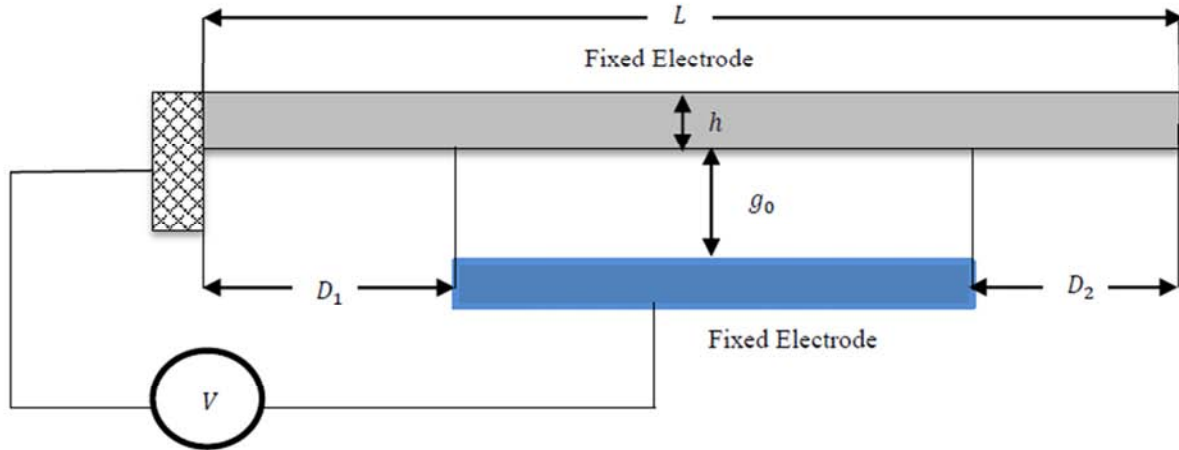 L
Fixed Electrode
h
g₀
D₁
D₂
Fixed Electrode
V